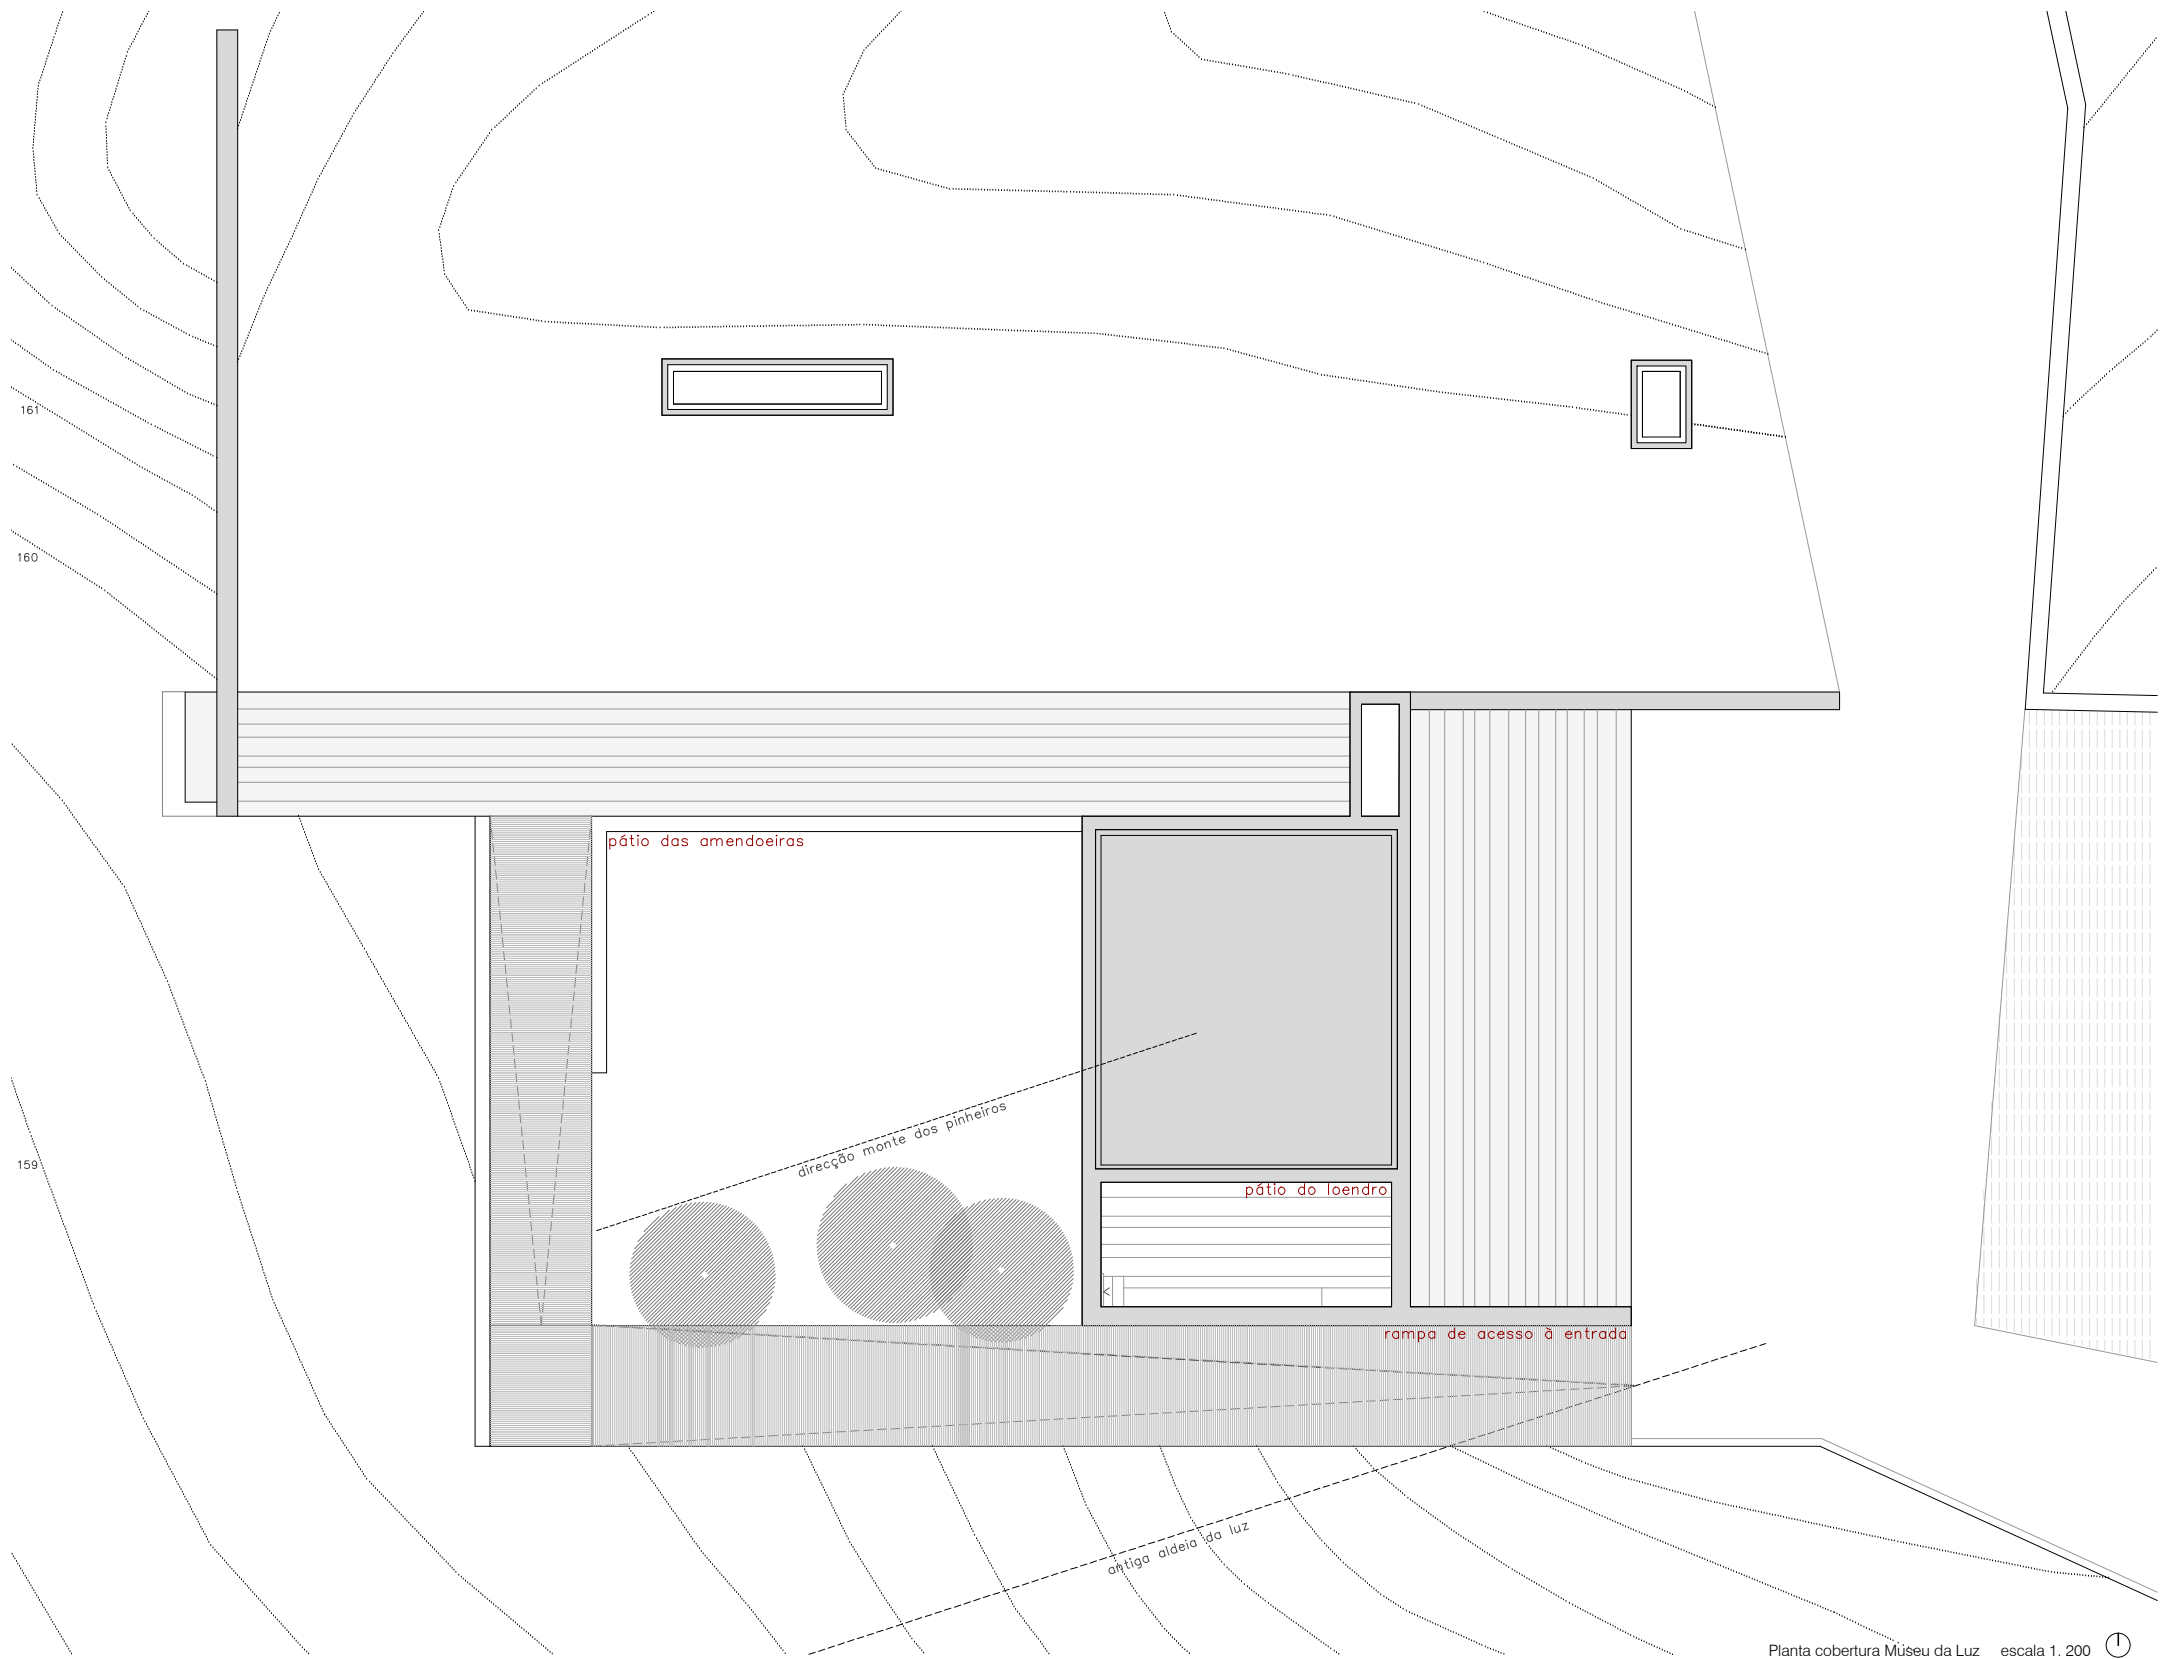 161
160
pátio das amendoeiras
direcção monte dos pinheiros
159
pátio do loendro
<
rampa de acesso à entrada
antiga aldeia da luz
Planta cobertura Museu da Luz escala 1. 200